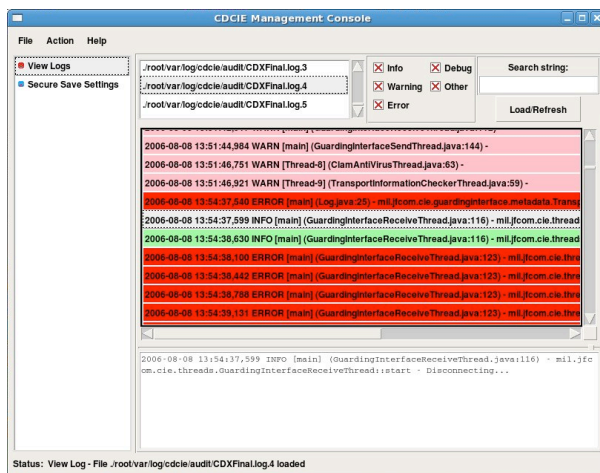 CDCIE Management Console
File Action Help
View Logs
Secure Save Settings
./root/var/log/cdcie/audit/CDXFinal.log.3
./root/var/log/cdcie/audit/CDXFinal.log.4
./root/var/log/cdcie/audit/CDXFinal.log.5
Info Debug
Warning Other
Error
Search string:
Load/Refresh
2006-08-08 13:51:44,984 WARN [main] (GuardingInterfaceSendThread.java:144) -
2006-08-08 13:51:46,751 WARN [Thread-8] (ClamAntiVirusThread.java:63) -
2006-08-08 13:51:46,921 WARN [Thread-9] (TransportInformationCheckerThread.java:59) -
2006-08-08 13:54:37,540 ERROR [main] (Log.java:25) - mil.jfcom.cie.guardinginterface.metadata.Transp
2006-08-08 13:54:37,599 INFO [main] (GuardingInterfaceReceiveThread.java:116) - mil.jfcom.cie.thread
2006-08-08 13:54:38,630 INFO [main] (GuardingInterfaceReceiveThread.java:116) - mil.jfcom.cie.thread
2006-08-08 13:54:38,100 ERROR [main] (GuardingInterfaceReceiveThread.java:123) - mil.jfcom.cie.thre
2006-08-08 13:54:38,442 ERROR [main] (GuardingInterfaceReceiveThread.java:123) - mil.jfcom.cie.thre
2006-08-08 13:54:38,788 ERROR [main] (GuardingInterfaceReceiveThread.java:123) - mil.jfcom.cie.thre
2006-08-08 13:54:39,131 ERROR [main] (GuardingInterfaceReceiveThread.java:123) - mil.jfcom.cie.thre
2006-08-08 13:54:37,599 INFO [main] (GuardingInterfaceReceiveThread.java:116) - mil.jfc
om.cie.threads.GuardingInterfaceReceiveThread::start - Disconnecting...
Status: View Log - File ./root/var/log/cdcie/audit/CDXFinal.log.4 loaded